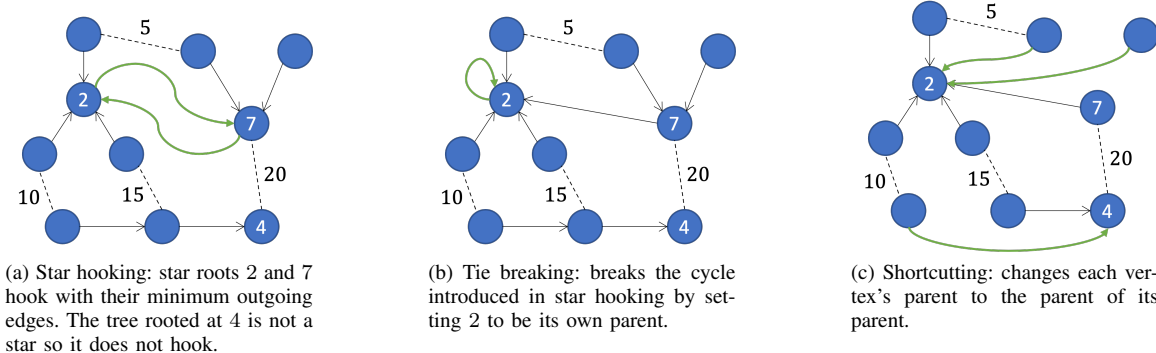 5
2
7
10
15
20
4
(a) Star hooking: star roots 2 and 7
hook with their minimum outgoing
edges. The tree rooted at 4 is not a
star so it does not hook.
5
2
7
10
15
20
4
(b) Tie breaking: breaks the cycle
introduced in star hooking by set-
ting 2 to be its own parent.
5
2
7
10
15
20
4
(c) Shortcutting: changes each ver-
tex's parent to the parent of its
parent.